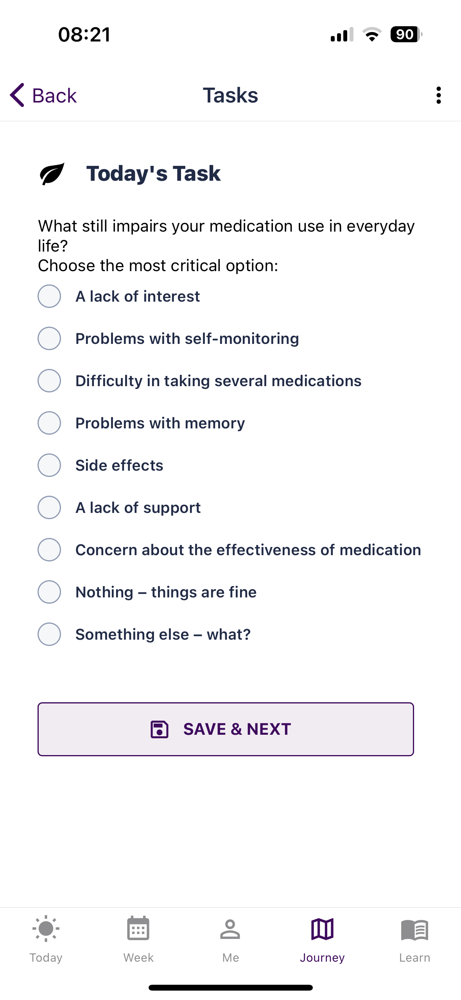 08:21
90
Back
Tasks
Today's Task
What still impairs your medication use in everyday
life?
Choose the most critical option:
A lack of interest
Problems with self-monitoring
Difficulty in taking several medications
Problems with memory
Side effects
A lack of support
Concern about the effectiveness of medication
Nothing – things are fine
Something else – what?
SAVE & NEXT
Today
Week
Me
Journey
Learn